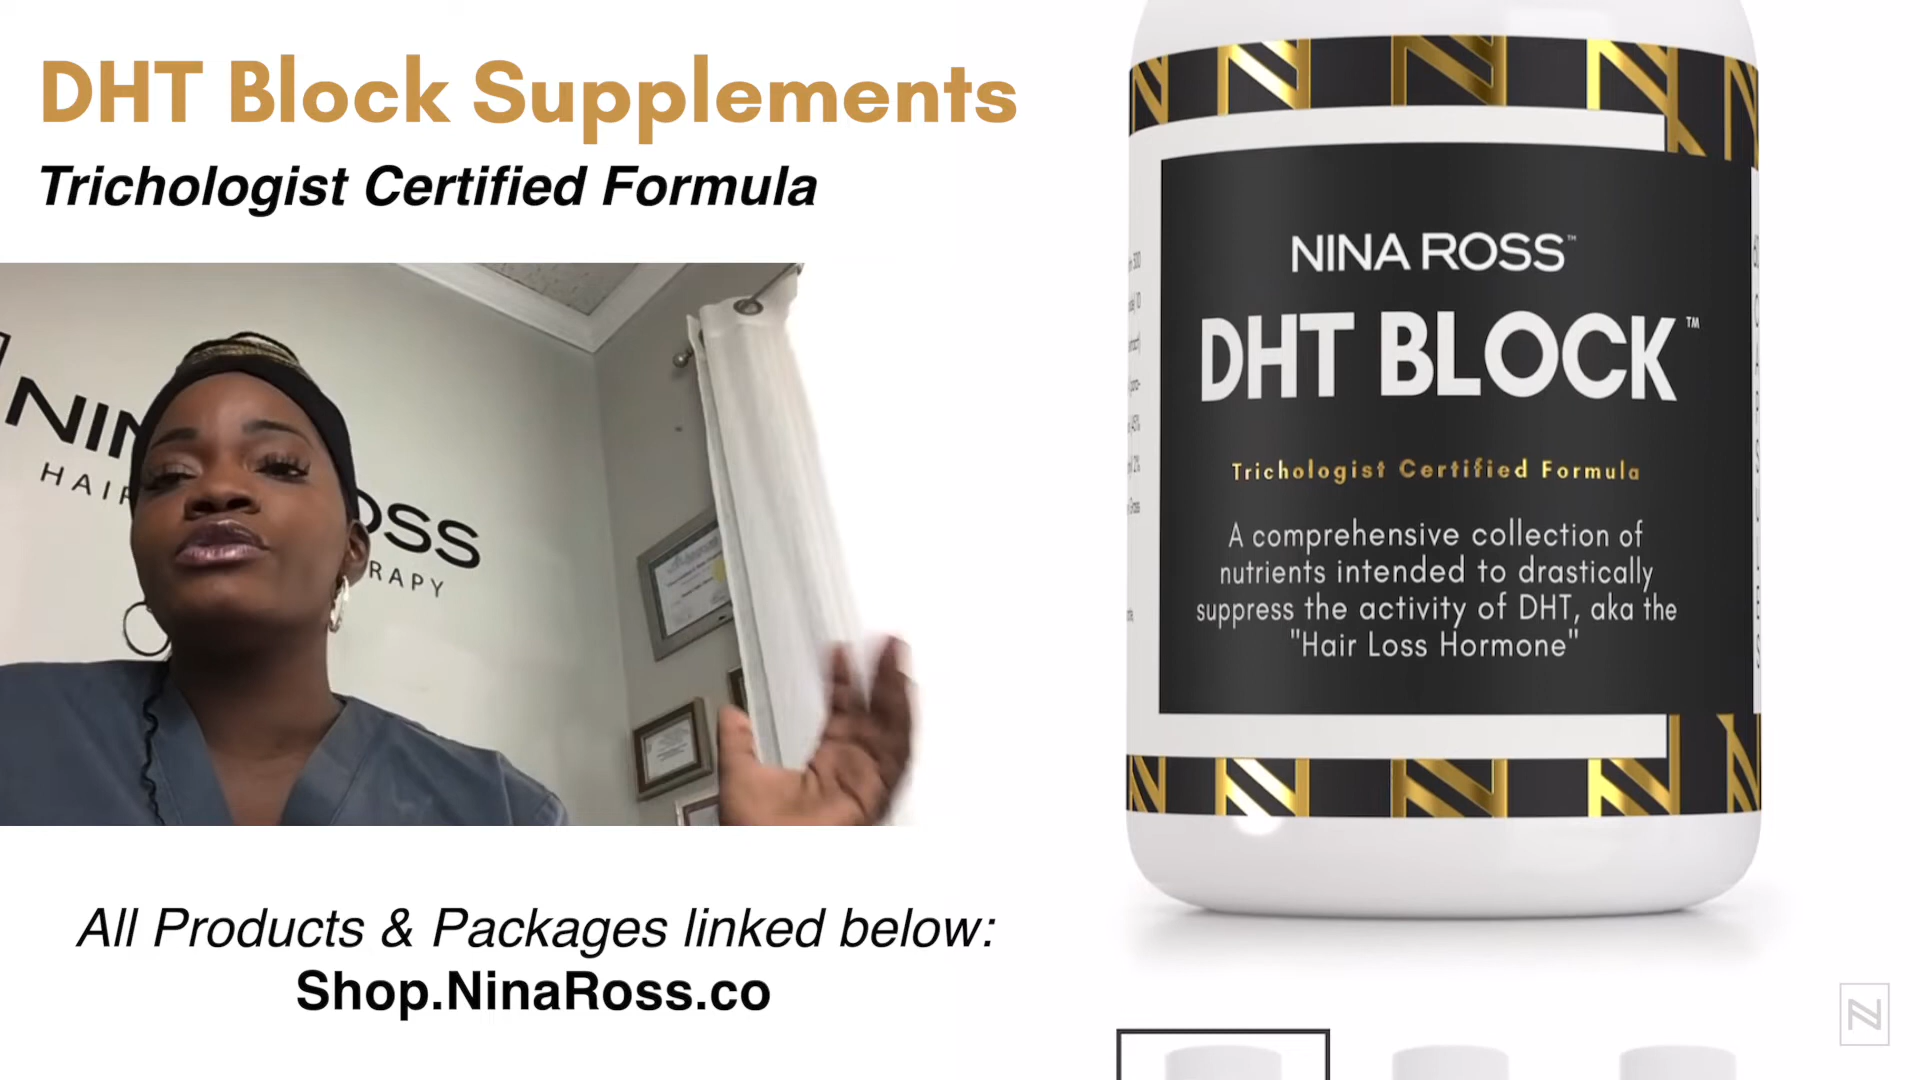 DHT Block Supplements
Trichologist Certified Formula
OSS
RAPY
All Products & Packages linked below:
Shop.NinaRoss.co
NINA ROSS™
DHT BLOCK™
Trichologist Certified Formula
A comprehensive collection of
nutrients intended to drastically
suppress the activity of DHT, aka the
"Hair Loss Hormone"